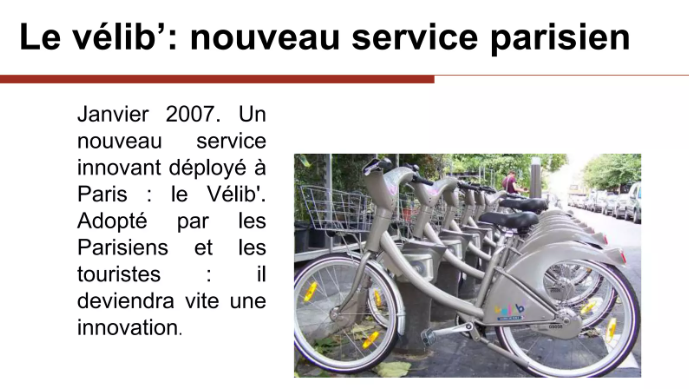 Le vélib’: nouveau service parisien
Janvier 2007. Un
nouveau service
innovant déployé à
Paris : le Vélib'.
Adopté par les
Parisiens et les
touristes : il
deviendra vite une
innovation.
vélib